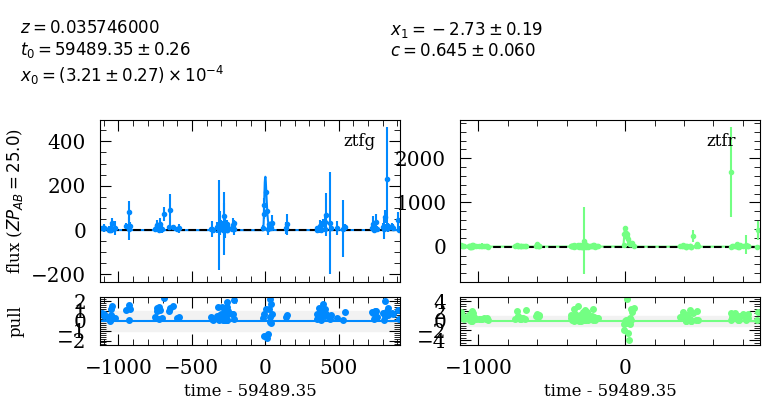 z = 0.035746000
t₀ = 59489.35 ± 0.26
x₀ = (3.21 ± 0.27) × 10⁻⁴
x₁ = −2.73 ± 0.19
c = 0.645 ± 0.060
flux (ZP_AB = 25.0)
400
200
0
−200
ztfg
2000
1000
0
ztfr
pull
2
1
0
−1
−2
−1000 −500 0 500
time - 59489.35
4
2
0
−2
−4
−1000 0
time - 59489.35